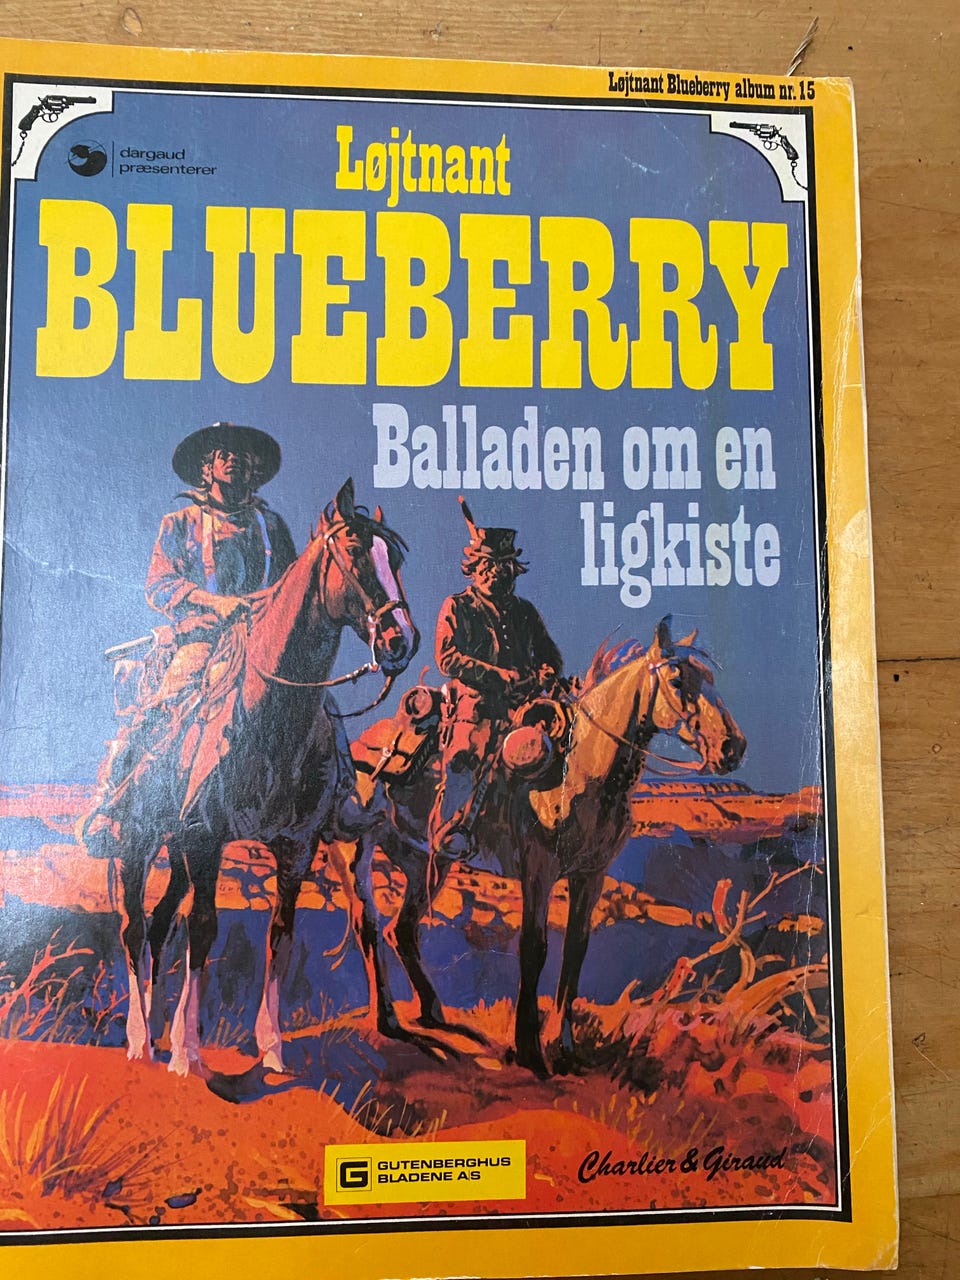 Løjtnant Blueberry album nr. 15
dargaud
præsenterer
Løjtnant
BLUEBERRY
Balladen om en
ligkiste
G GUTENBERGHUS
BLADENE A/S
Charlier & Giraud